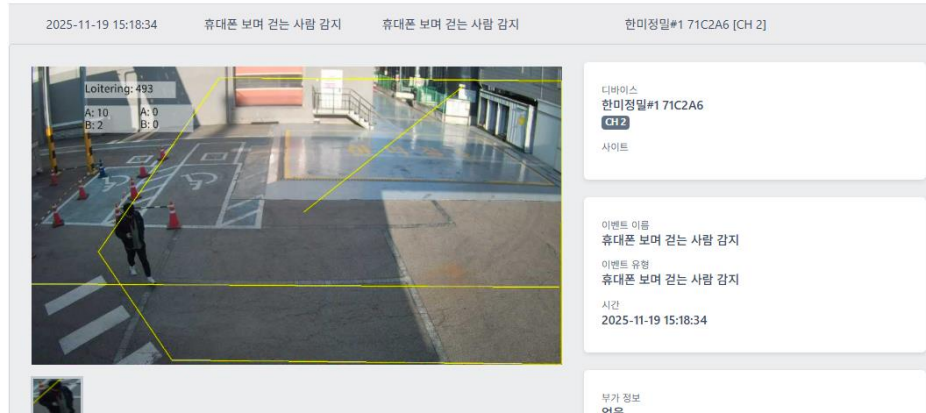 2025-11-19 15:18:34 휴대폰 보며 걷는 사람 감지 휴대폰 보며 걷는 사람 감지 한미정밀#1 71C2A6 [CH 2]
Loitering: 493
A: 10 A: 0
B: 2 B: 0
디바이스
한미정밀#1 71C2A6
CH 2
사이트
이벤트 이름
휴대폰 보며 걷는 사람 감지
이벤트 유형
휴대폰 보며 걷는 사람 감지
시간
2025-11-19 15:18:34
부가 정보
없음